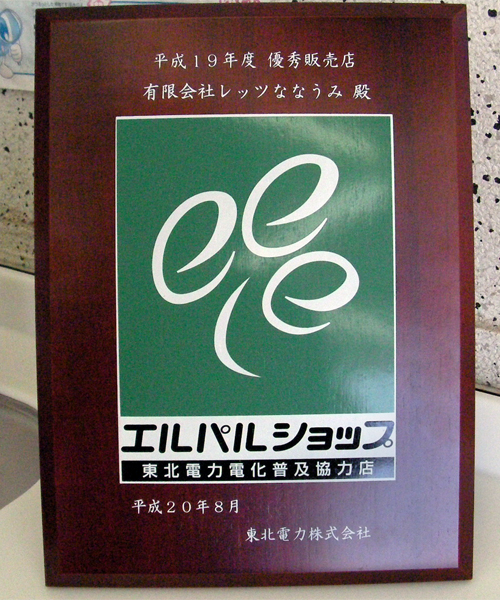 平成19年度 優秀販売店
有限会社レッツななうみ 殿
eee
エルパルショップ
東北電力電化普及協力店
平成20年8月
東北電力株式会社